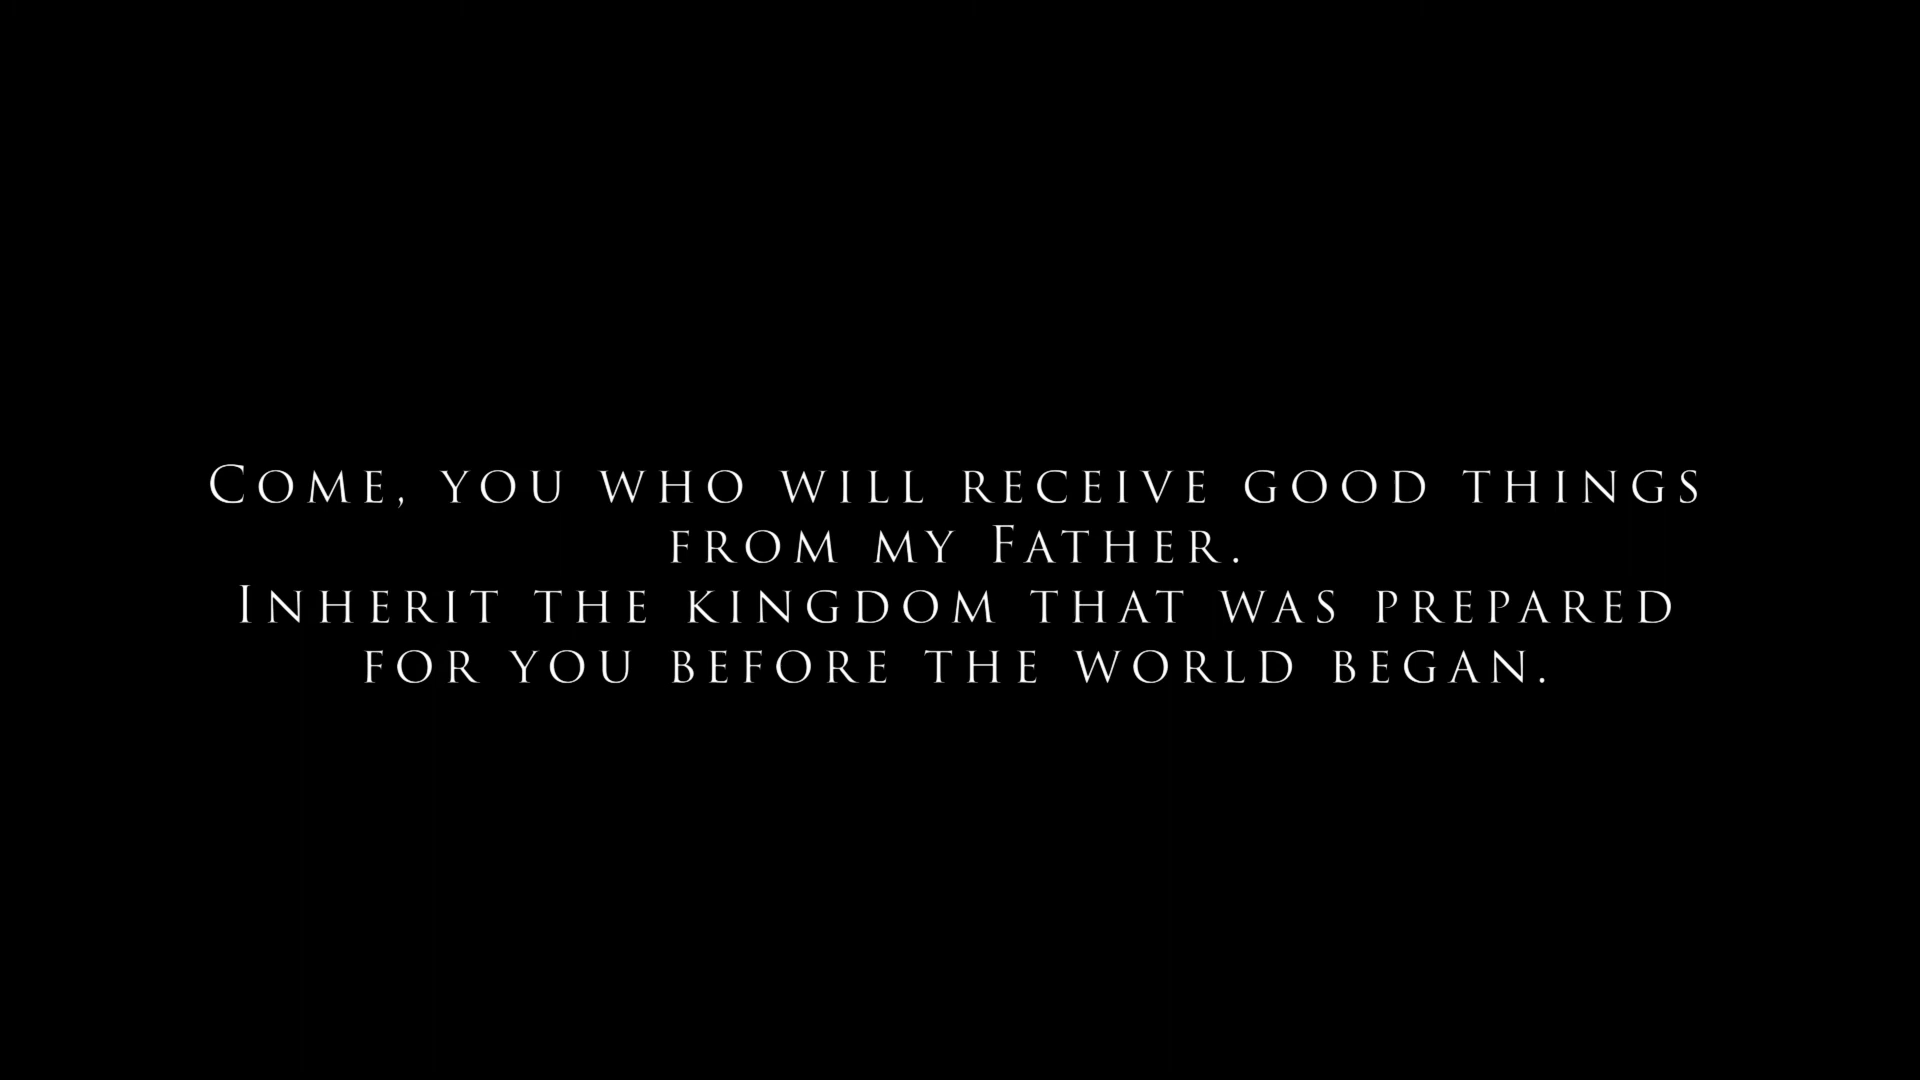 Come, you who will receive good things
from my Father.
Inherit the kingdom that was prepared
for you before the world began.